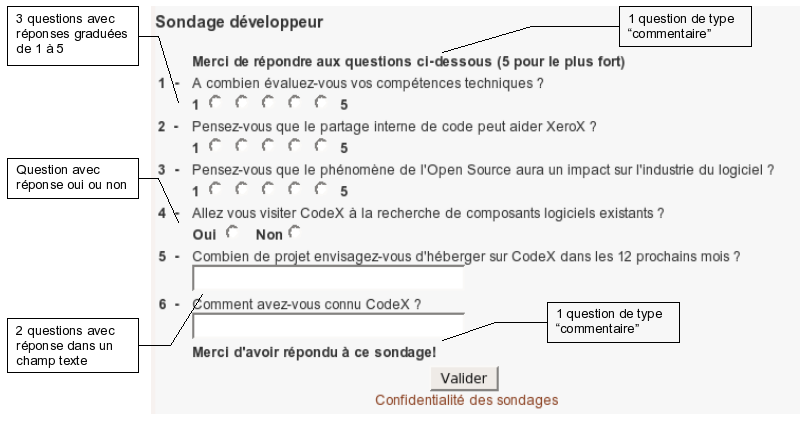 3 questions avec
réponses graduées
de 1 à 5
Sondage développeur
1 question de type
“commentaire”
Merci de répondre aux questions ci-dessous (5 pour le plus fort)
1 - A combien évaluez-vous vos compétences techniques ?
1 5
2 - Pensez-vous que le partage interne de code peut aider XeroX ?
1 5
Question avec
réponse oui ou non
3 - Pensez-vous que le phénomène de l'Open Source aura un impact sur l'industrie du logiciel ?
1 5
4 - Allez vous visiter CodeX à la recherche de composants logiciels existants ?
Oui Non
5 - Combien de projet envisagez-vous d'héberger sur CodeX dans les 12 prochains mois ?
6 - Comment avez-vous connu CodeX ?
2 questions avec
réponse dans un
champ texte
1 question de type
“commentaire”
Merci d'avoir répondu à ce sondage!
Valider
Confidentialité des sondages